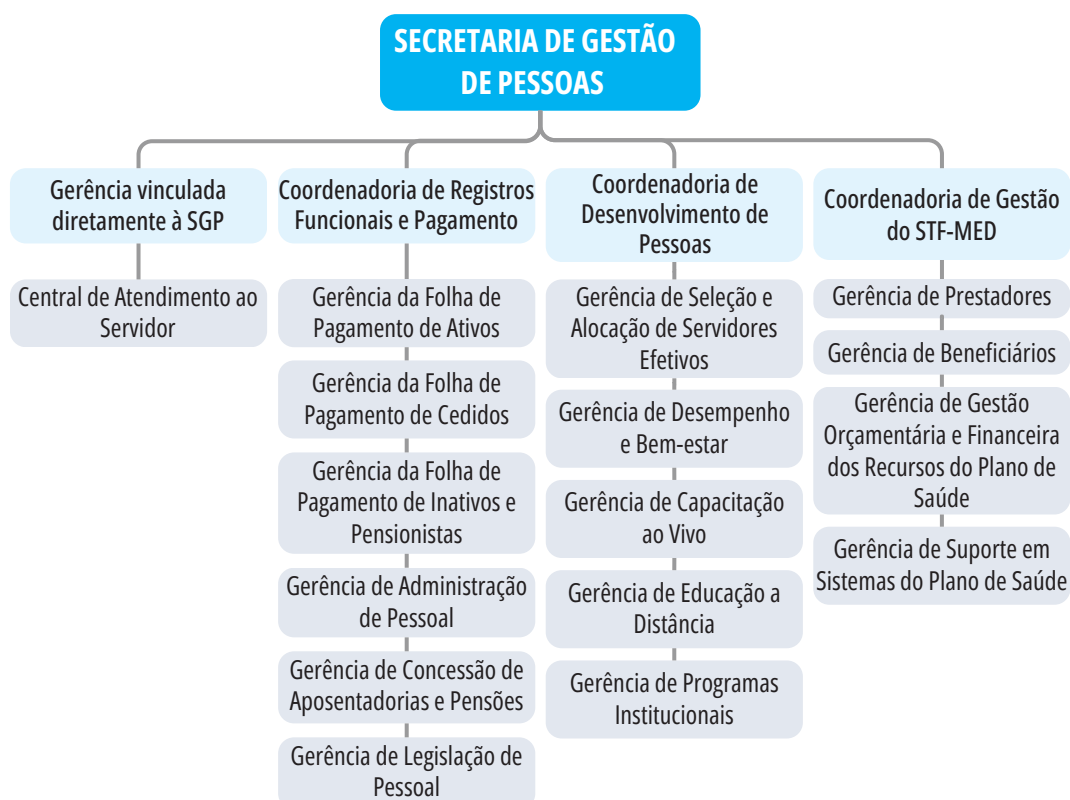 SECRETARIA DE GESTÃO
DE PESSOAS
Gerência vinculada
diretamente à SGP
Central de Atendimento ao
Servidor
Coordenadoria de Registros
Funcionais e Pagamento
Gerência da Folha de
Pagamento de Ativos
Gerência da Folha de
Pagamento de Cedidos
Gerência da Folha de
Pagamento de Inativos e
Pensionistas
Gerência de Administração
de Pessoal
Gerência de Concessão de
Aposentadorias e Pensões
Gerência de Legislação de
Pessoal
Coordenadoria de
Desenvolvimento de
Pessoas
Gerência de Seleção e
Alocação de Servidores
Efetivos
Gerência de Desempenho
e Bem-estar
Gerência de Capacitação
ao Vivo
Gerência de Educação a
Distância
Gerência de Programas
Institucionais
Coordenadoria de Gestão
do STF-MED
Gerência de Prestadores
Gerência de Beneficiários
Gerência de Gestão
Orçamentária e Financeira
dos Recursos do Plano de
Saúde
Gerência de Suporte em
Sistemas do Plano de Saúde